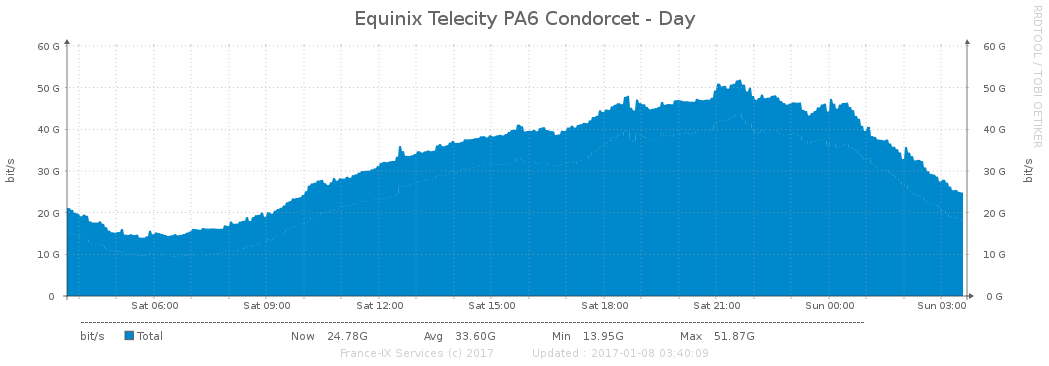 Equinix Telecity PA6 Condorcet - Day
RRDTOOL / TOBI OETIKER
60 G 60 G
50 G 50 G
40 G 40 G
30 G 30 G
20 G 20 G
10 G 10 G
0 0 G
bit/s bit/s
Sat 06:00 Sat 09:00 Sat 12:00 Sat 15:00 Sat 18:00 Sat 21:00 Sun 00:00 Sun 03:00
bit/s Total Now 24.78G Avg 33.60G Min 13.95G Max 51.87G
France-IX Services (c) 2017 Updated : 2017-01-08 03:40:09